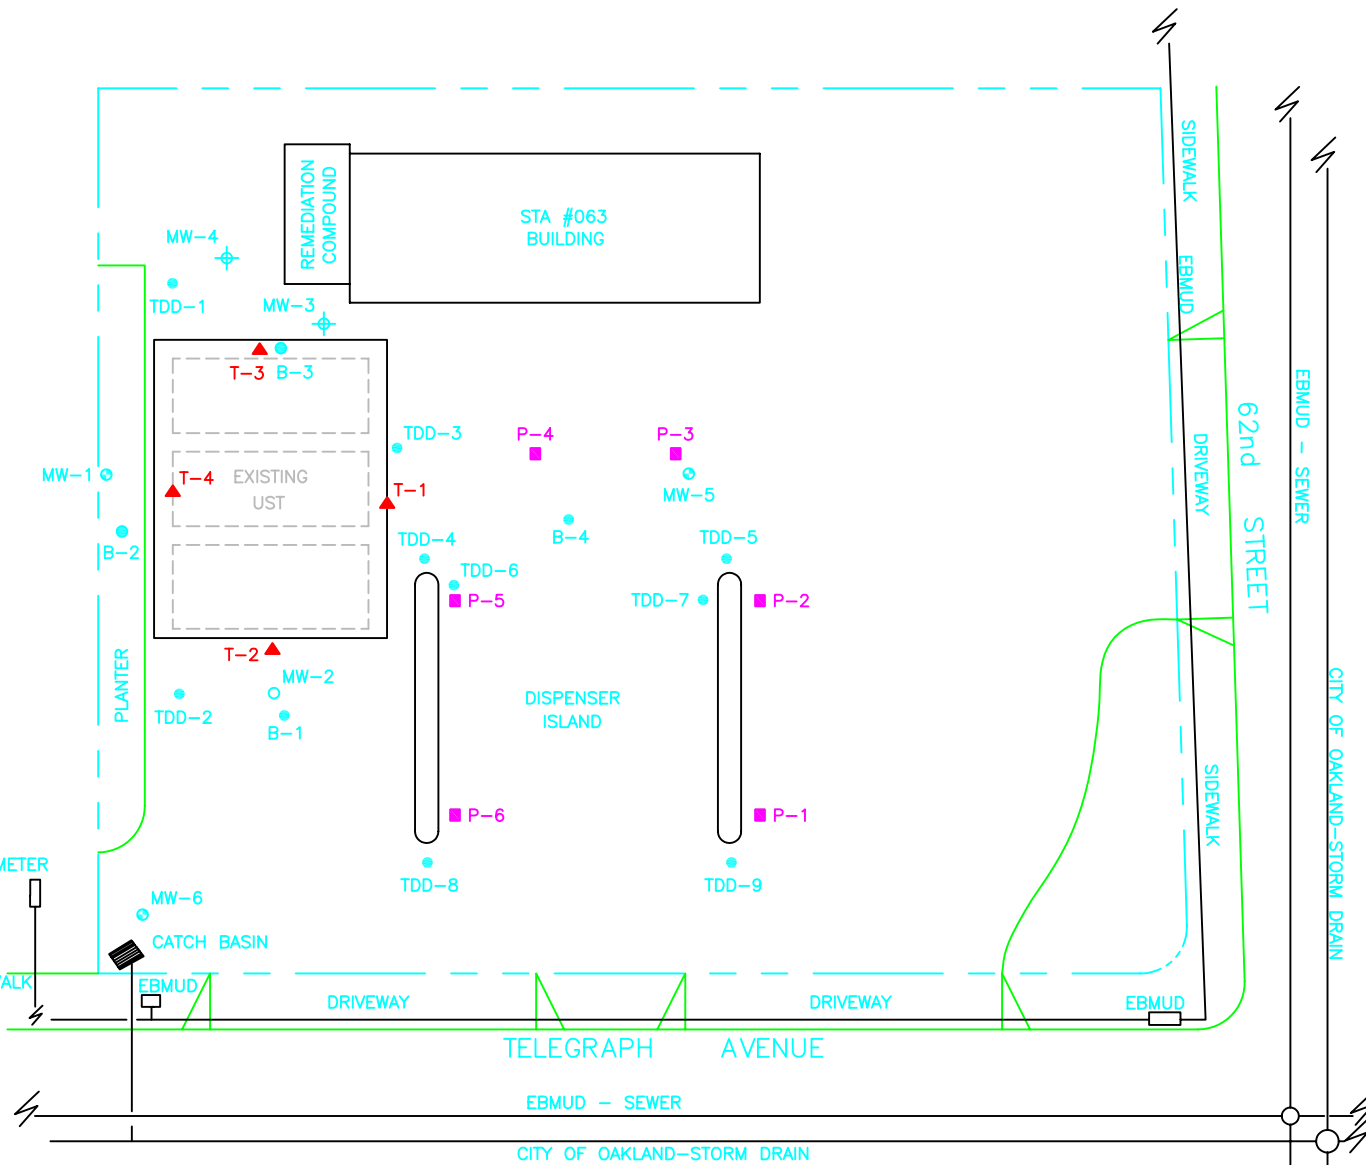 SIDEWALK
REMEDIATION
COMPOUND
STA #063
BUILDING
MW-4
EBMUD
TDD-1
MW-3
T-3
B-3
EBMUD - SEWER
62nd STREET
P-4
P-3
TDD-3
DRIVEWAY
MW-1
T-4
EXISTING
UST
T-1
MW-5
B-2
B-4
TDD-4
TDD-5
TDD-6
P-5
TDD-7
P-2
T-2
PLANTER
MW-2
TDD-2
B-1
DISPENSER
ISLAND
CITY OF OAKLAND-STORM DRAIN
SIDEWALK
P-6
P-1
METER
TDD-8
TDD-9
MW-6
CATCH BASIN
ALK
EBMUD
DRIVEWAY
DRIVEWAY
EBMUD
TELEGRAPH AVENUE
EBMUD - SEWER
CITY OF OAKLAND-STORM DRAIN